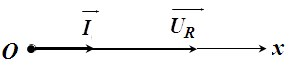 O I U_R x